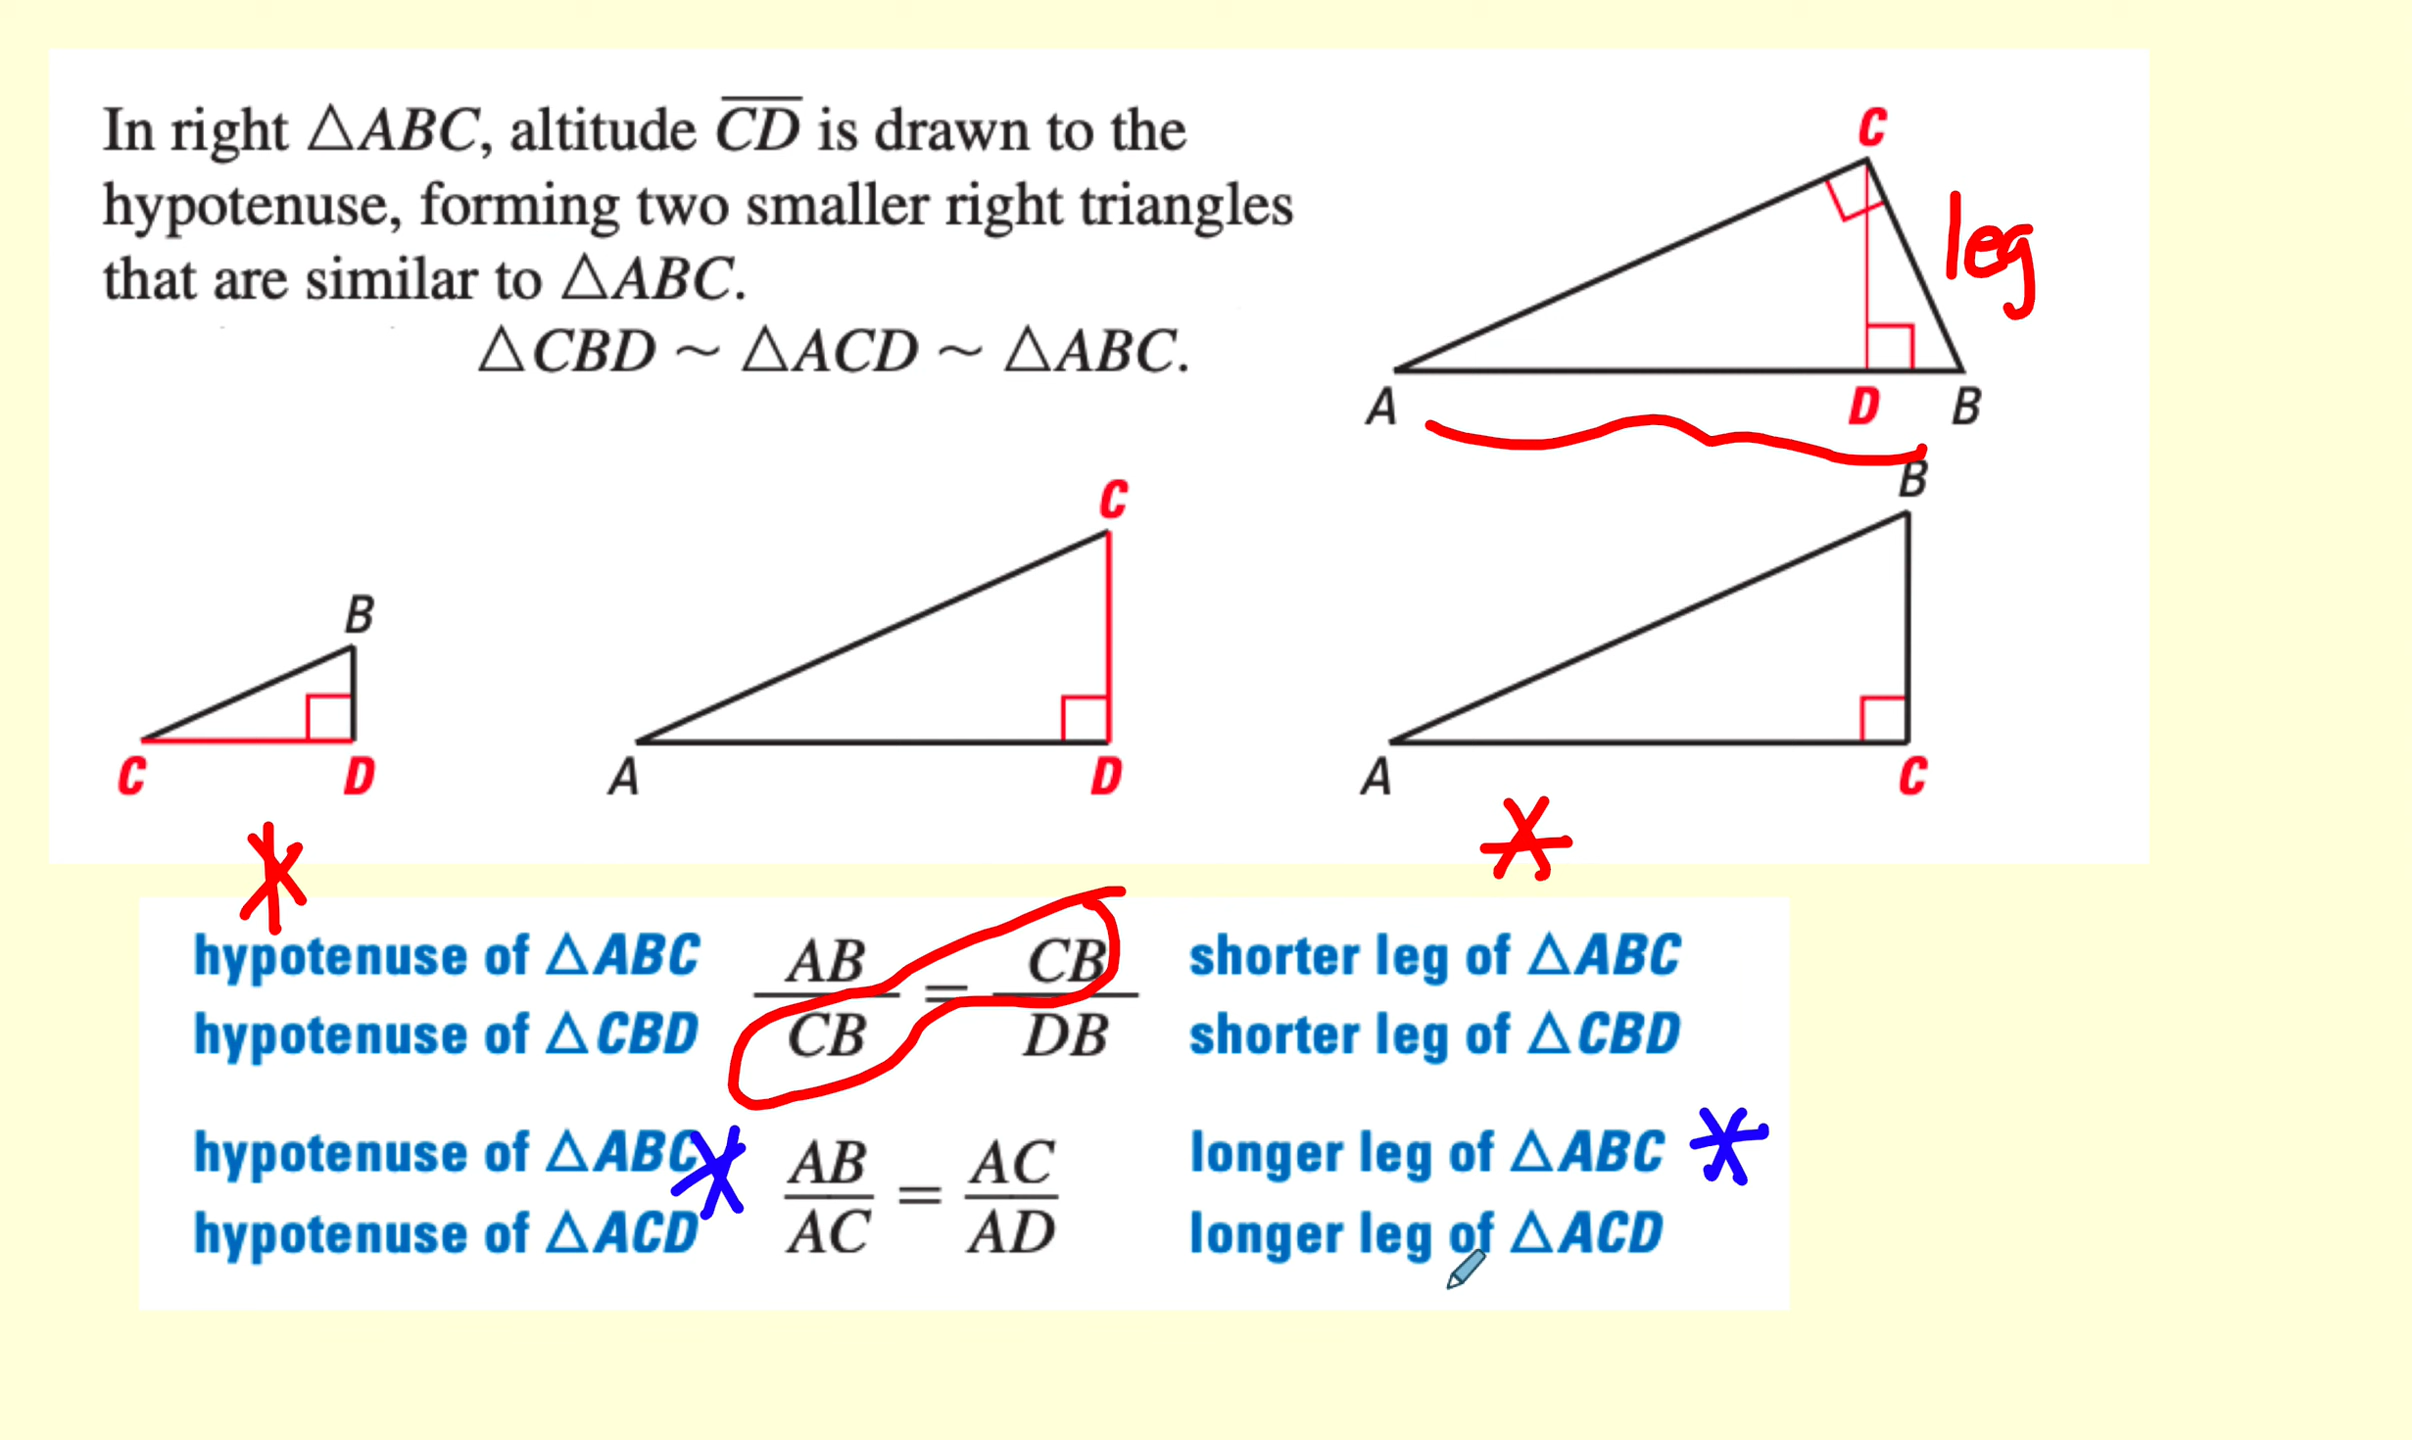 In right △ABC, altitude C̅D̅ is drawn to the
hypotenuse, forming two smaller right triangles
that are similar to △ABC.
△CBD ~ △ACD ~ △ABC.
C
leg
A
D
B
B
C
D
C
A
D
B
A
C
hypotenuse of △ABC
hypotenuse of △CBD
AB/CB = CB/DB
shorter leg of △ABC
shorter leg of △CBD
hypotenuse of △ABC
hypotenuse of △ACD
AB/AC = AC/AD
longer leg of △ABC
longer leg of △ACD